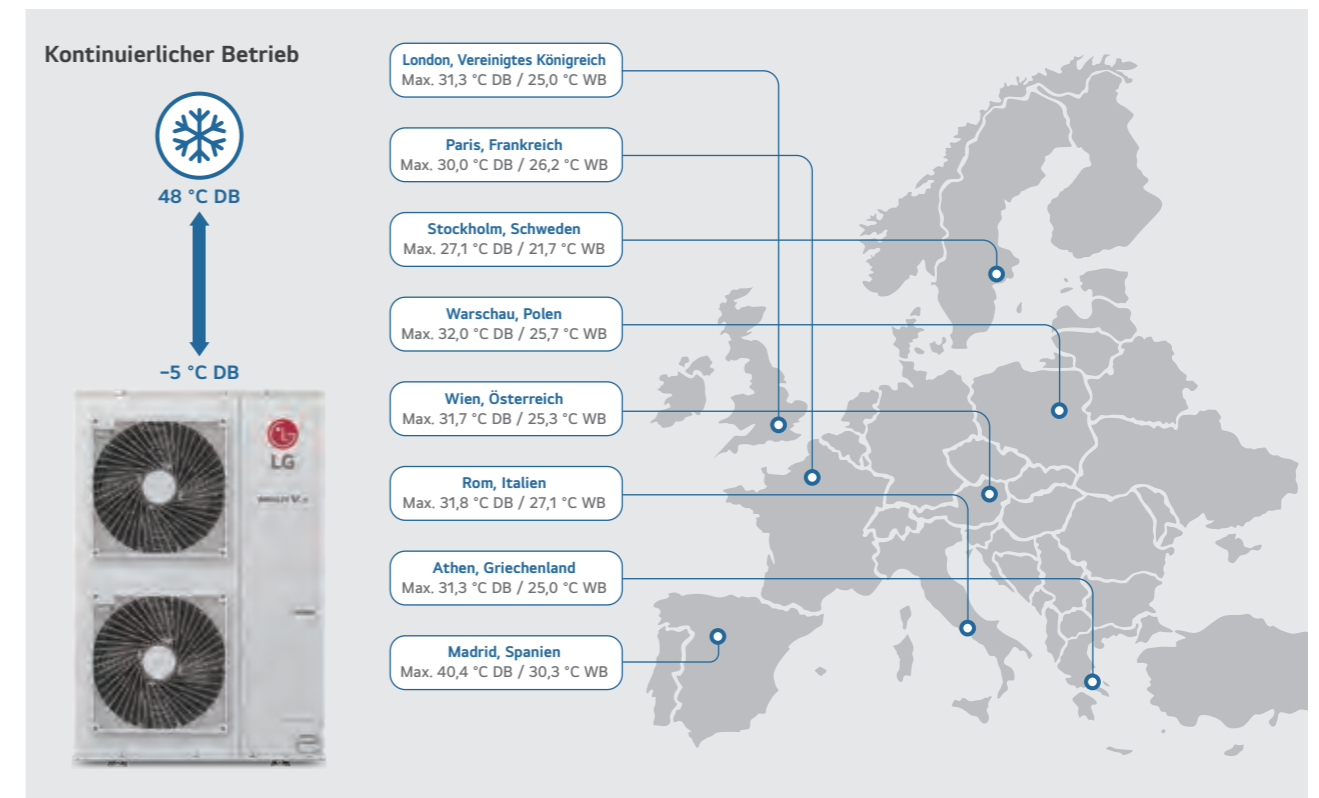 Kontinuierlicher Betrieb
48 °C DB
−5 °C DB
LG
London, Vereinigtes Königreich
Max. 31,3 °C DB / 25,0 °C WB
Paris, Frankreich
Max. 30,0 °C DB / 26,2 °C WB
Stockholm, Schweden
Max. 27,1 °C DB / 21,7 °C WB
Warschau, Polen
Max. 32,0 °C DB / 25,7 °C WB
Wien, Österreich
Max. 31,7 °C DB / 25,3 °C WB
Rom, Italien
Max. 31,8 °C DB / 27,1 °C WB
Athen, Griechenland
Max. 31,3 °C DB / 25,0 °C WB
Madrid, Spanien
Max. 40,4 °C DB / 30,3 °C WB